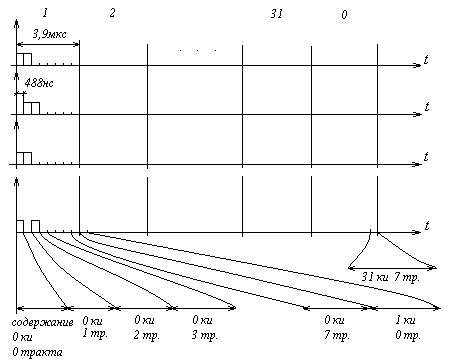 1 2 31 0
3,9мкс
. . .
t
488нс
t
t
t
31 ки 7 тр.
содержание 0 ки 0 ки 0 ки 0 ки 1 ки
0 ки 1 тр. 2 тр. 3 тр. 7 тр. 0 тр.
0 тракта